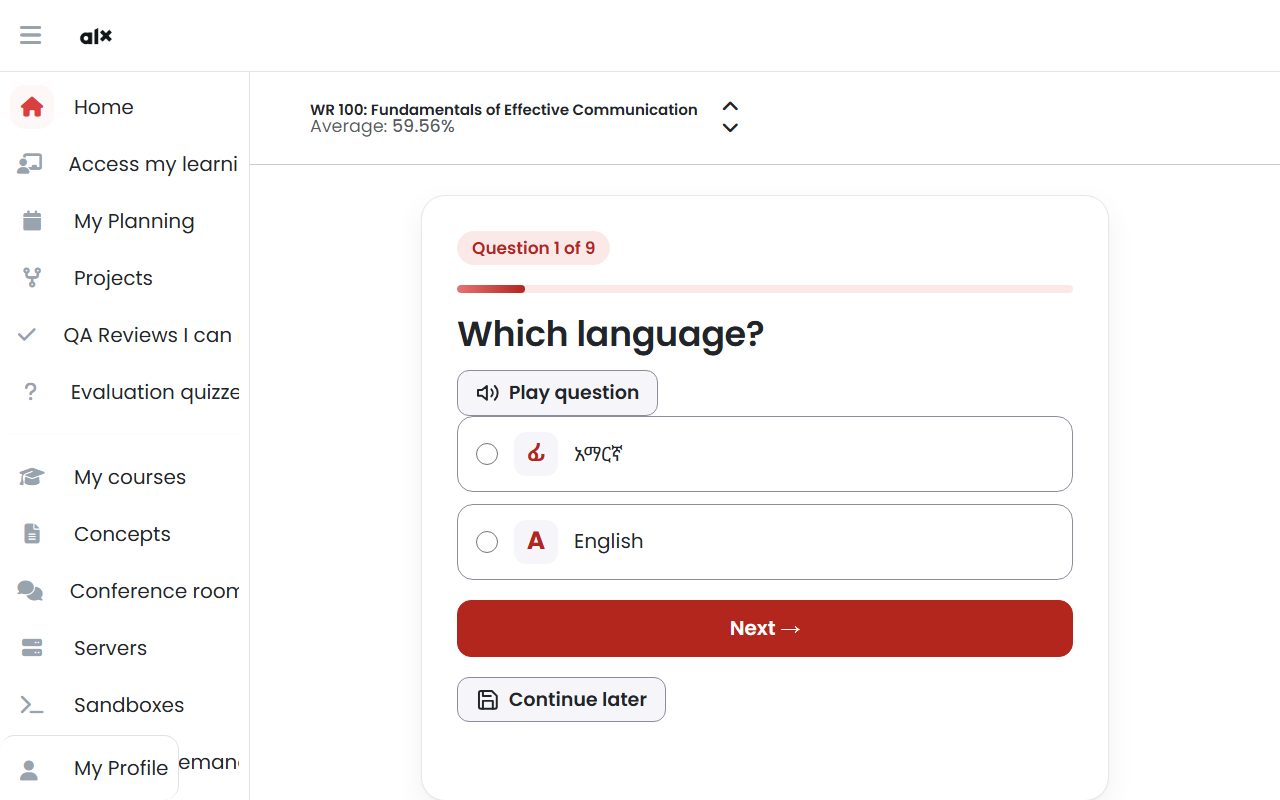 alx
Home
Access my learni
My Planning
Projects
QA Reviews I can
Evaluation quizze
My courses
Concepts
Conference room
Servers
Sandboxes
My Profile
emand
WR 100: Fundamentals of Effective Communication
Average: 59.56%
Question 1 of 9
Which language?
Play question
ፊ አማርኛ
A English
Next →
Continue later